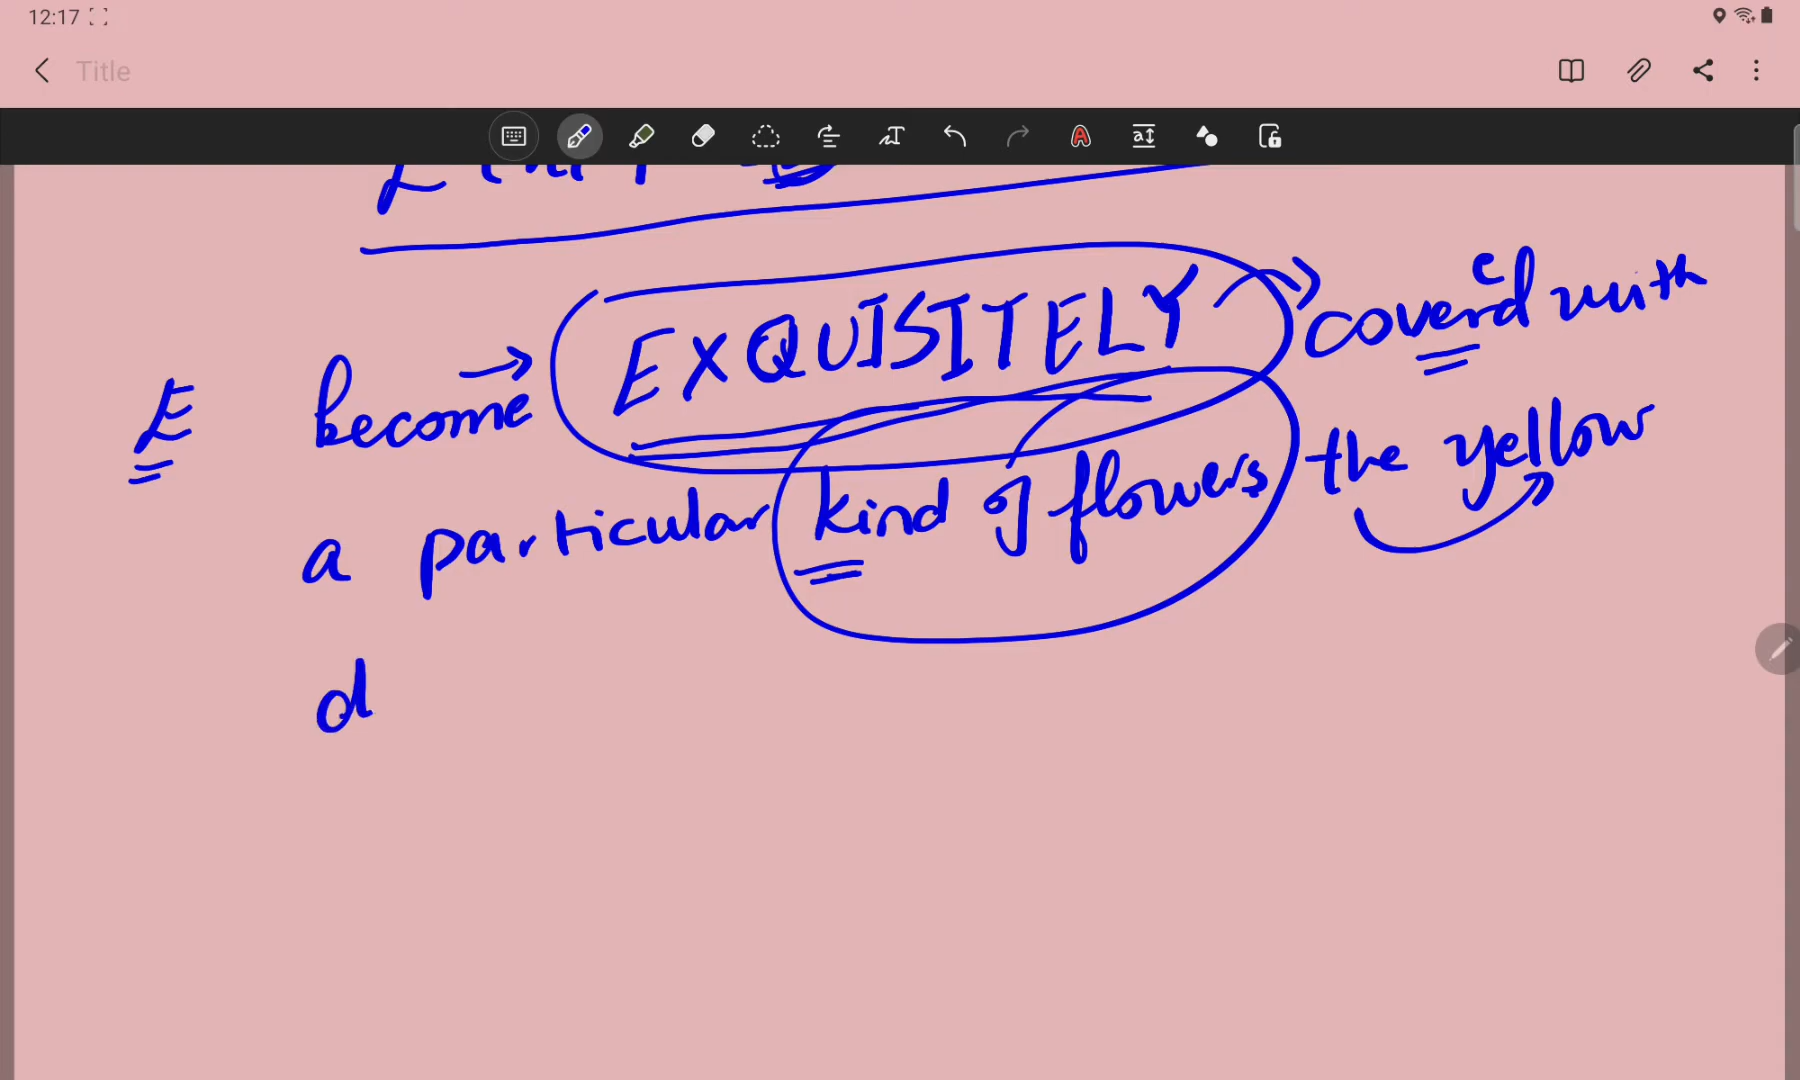 12:17
Title
E become EXQUISITELY covered with
a particular kind of flowers the yellow
d